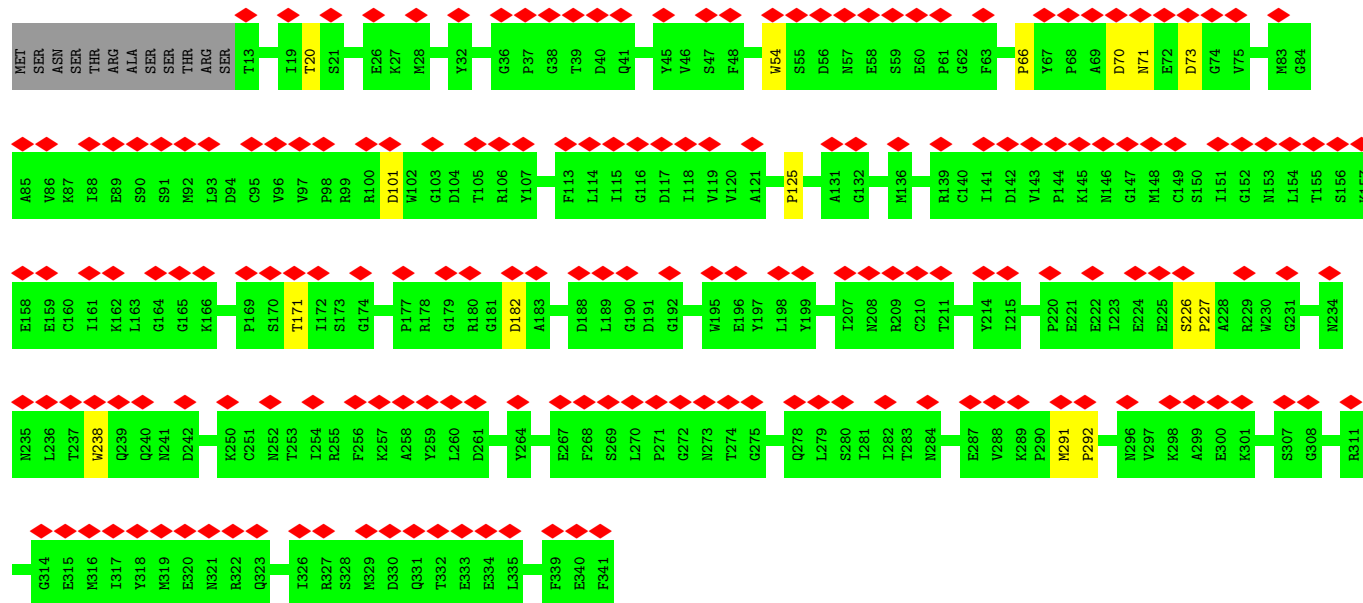 MET SER ASN SER THR ARG ALA SER SER THR ARG SER T13 I19 T20 S21 E26 K27 M28 Y32 G36 P37 G38 T39 D40 Q41 Y45 V46 S47 F48 W54 S55 D56 N57 E58 S59 E60 P61 G62 F63 P66 Y67 P68 A69 D70 N71 E72 D73 G74 V75 M83 G84
A85 V86 K87 I88 E89 S90 S91 M92 L93 D94 C95 V96 V97 P98 R99 R100 D101 W102 G103 D104 T105 R106 Y107 F113 L114 I115 G116 D117 I118 V119 V120 A121 P125 A131 G132 M136 R139 C140 I141 D142 V143 P144 K145 N146 G147 M148 C149 S150 I151 G152 N153 L154 T155 S156 K157
E158 E159 C160 I161 K162 L163 G164 G165 K166 P169 S170 T171 I172 S173 G174 P177 R178 G179 R180 G181 D182 A183 D188 L189 G190 D191 G192 W195 E196 Y197 L198 Y199 I207 N208 R209 C210 T211 Y214 I215 P220 E221 E222 I223 E224 E225 S226 P227 A228 R229 W230 G231 N234
N235 L236 T237 W238 Q239 Q240 N241 D242 K250 C251 N252 T253 I254 R255 F256 K257 A258 Y259 L260 D261 Y264 E267 F268 S269 L270 P271 G272 N273 T274 G275 Q278 L279 S280 I281 I282 T283 N284 E287 V288 K289 P290 M291 P292 N296 V297 K298 A299 E300 K301 S307 G308 R311
G314 E315 M316 I317 Y318 M319 E320 N321 R322 Q323 I326 R327 S328 M329 D330 Q331 T332 E333 E334 L335 F339 E340 F341